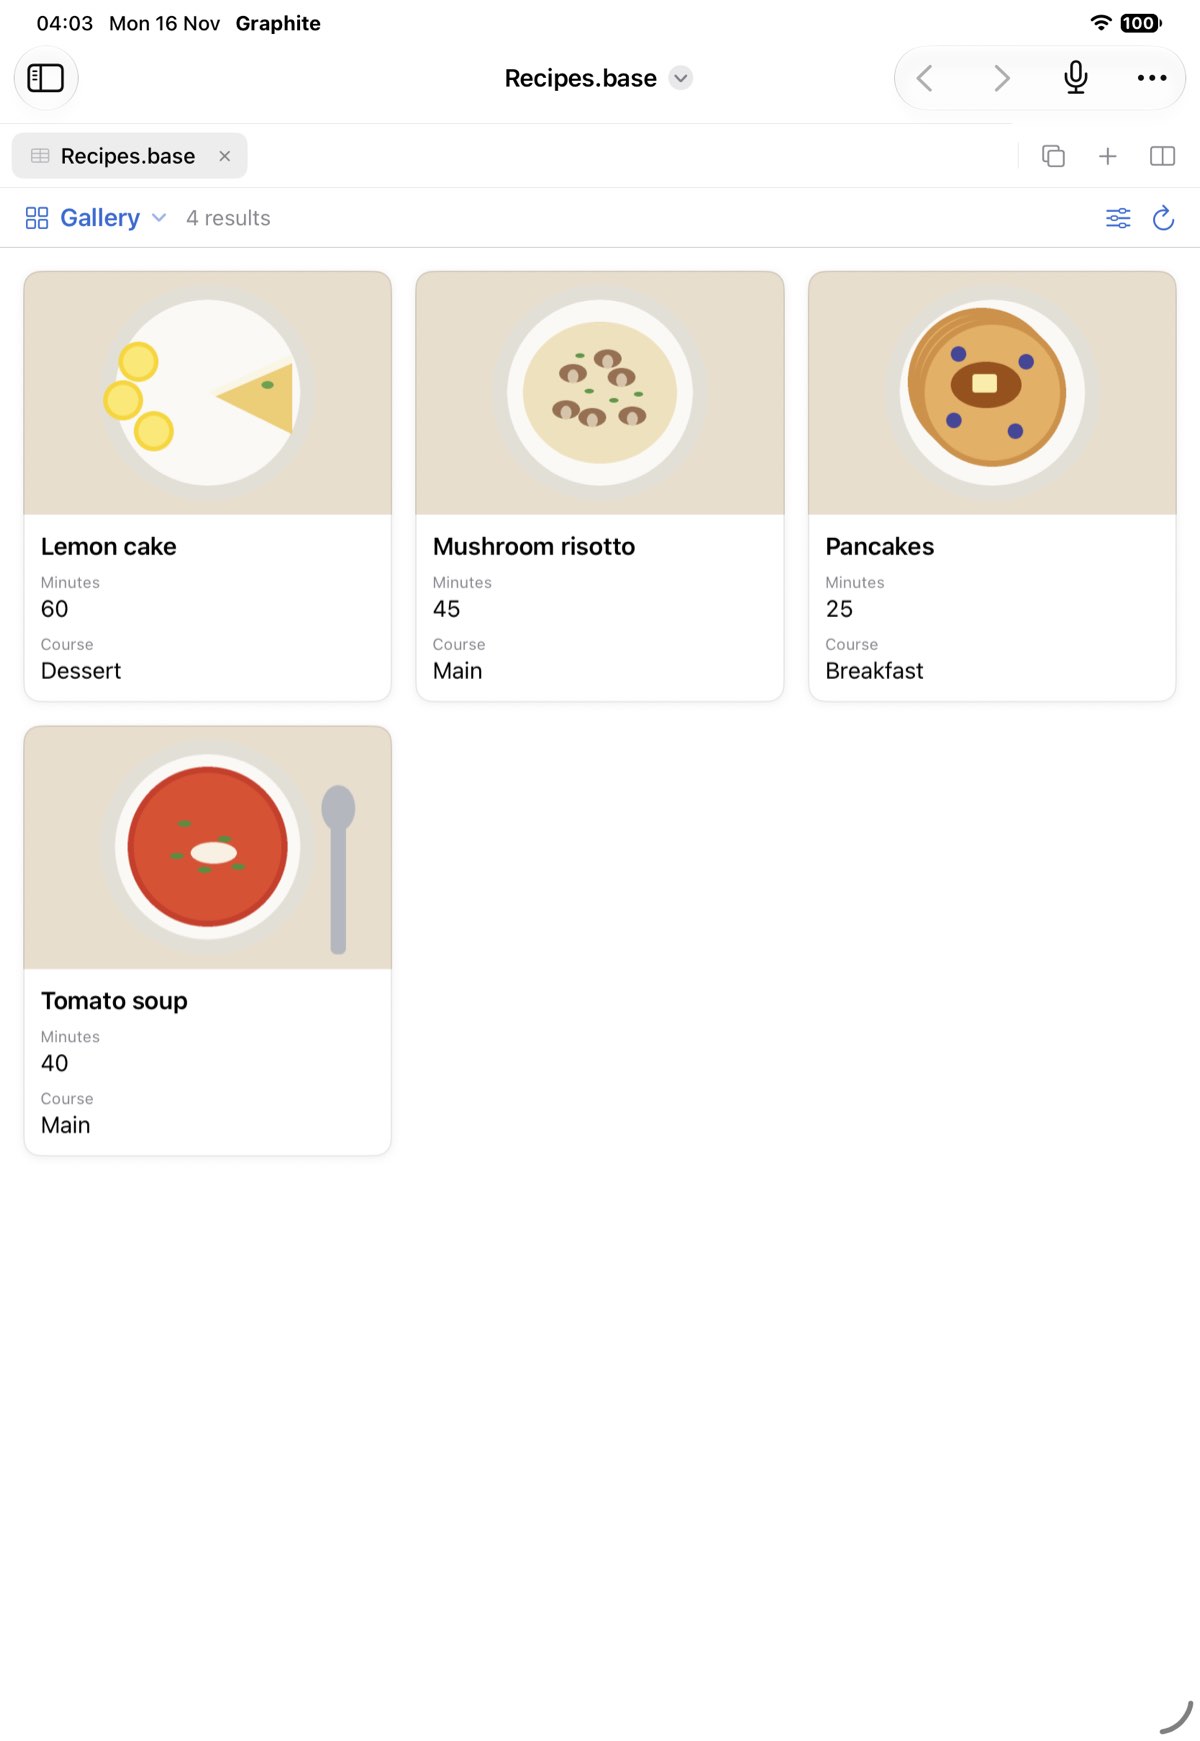 04:03 Mon 16 Nov Graphite 100
Recipes.base
Recipes.base
Gallery 4 results
Lemon cake
Minutes
60
Course
Dessert
Mushroom risotto
Minutes
45
Course
Main
Pancakes
Minutes
25
Course
Breakfast
Tomato soup
Minutes
40
Course
Main